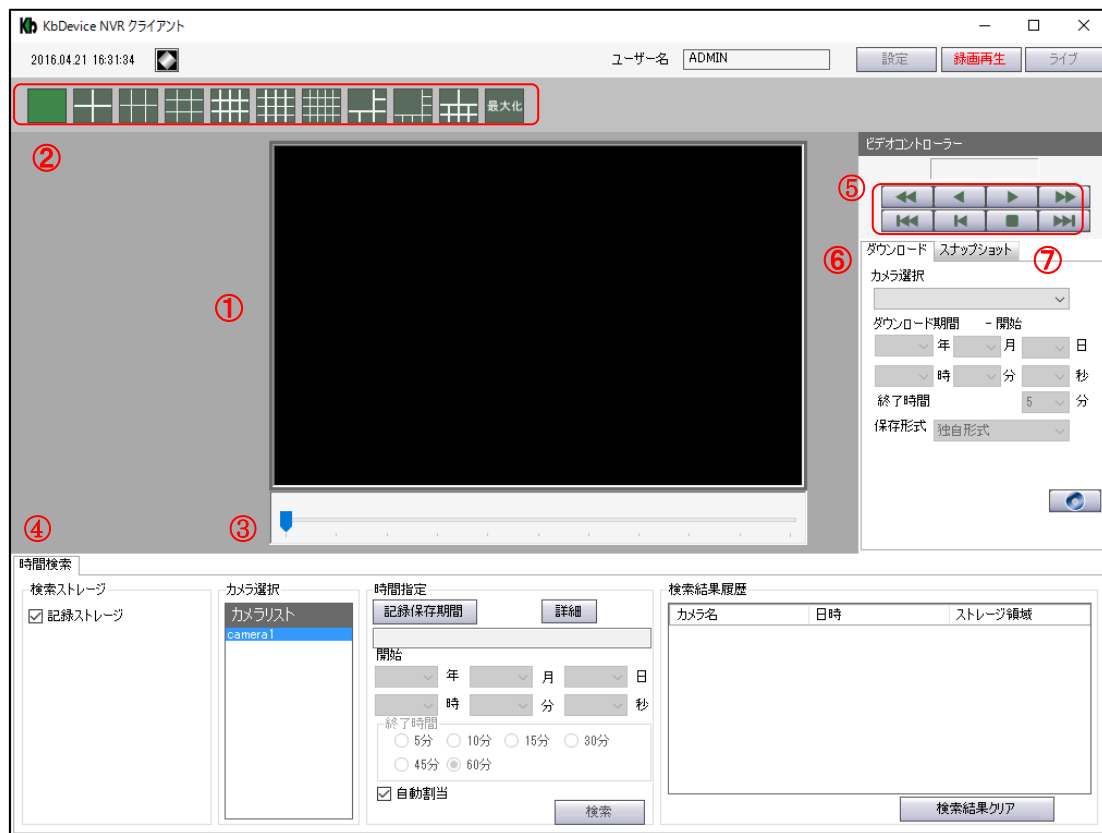 Kb KbDevice NVR クライアント
2016.04.21 16:31:34 ユーザー名 ADMIN 設定 録画再生 ライブ
最大化
②
ビデオコントローラー
⑤
⑥ ダウンロード スナップショット ⑦
カメラ選択
①
ダウンロード期間 － 開始
年 月 日
時 分 秒
終了時間 5 分
保存形式 独自形式
④ ③
時間検索
検索ストレージ カメラ選択 時間指定 検索結果履歴
記録ストレージ カメラリスト 記録保存期間 詳細 カメラ名 日時 ストレージ領域
camera1
開始
年 月 日
時 分 秒
終了時間
5分 10分 15分 30分
45分 60分
自動割当
検索 検索結果クリア